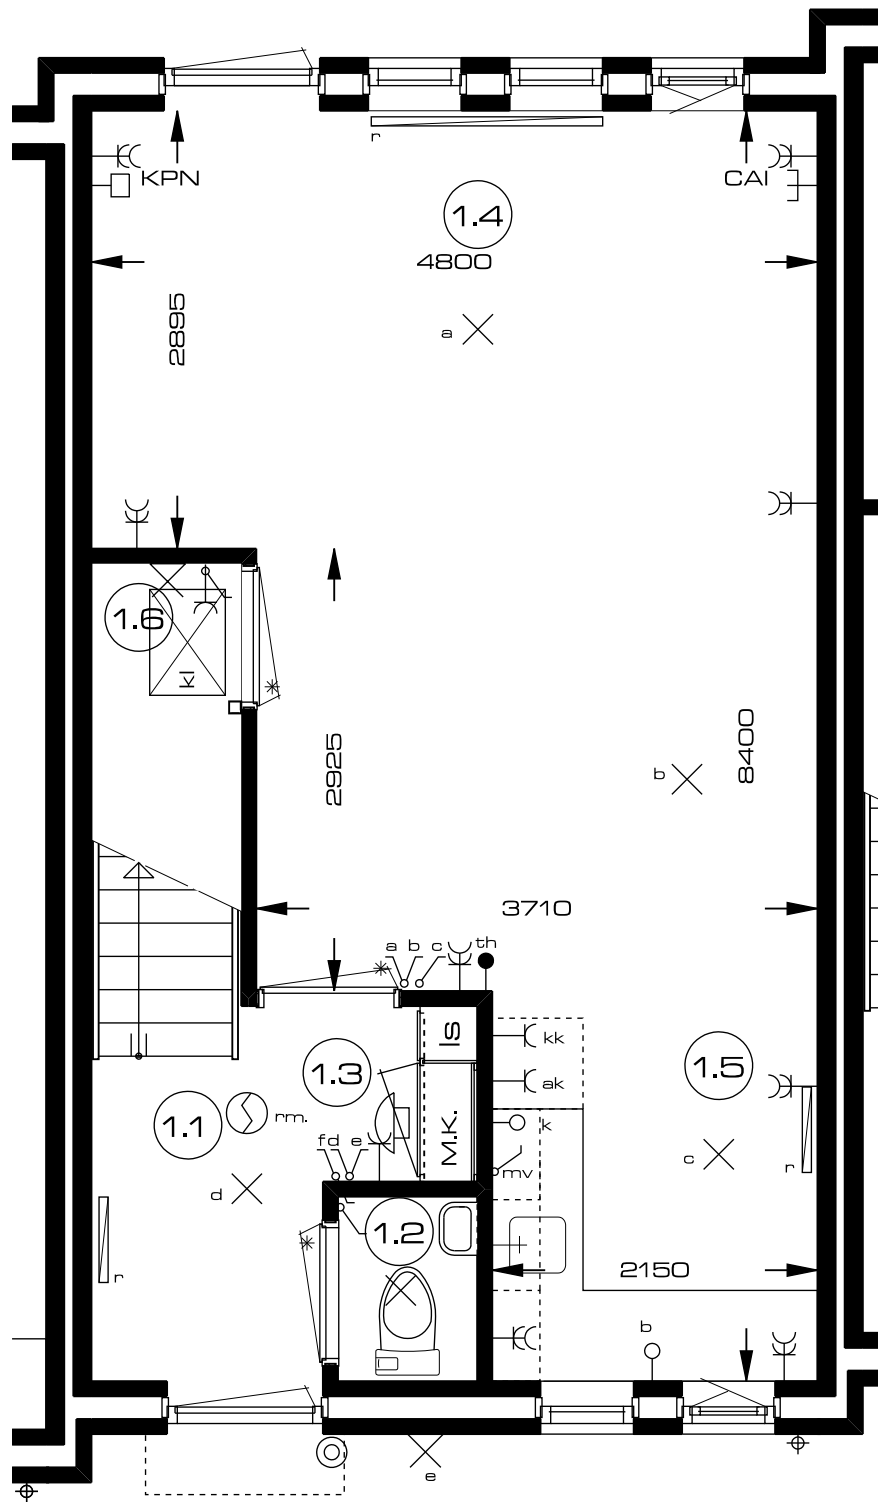 r
KPN
CAI
1.4
4800
2895
a
1.6
kl
2925
8400
b
3710
a b c th
ls
kk
1.3
1.5
ak
1.1
rm.
M.K.
k
fd e
mv
c
r
d
1.2
r
2150
b
e